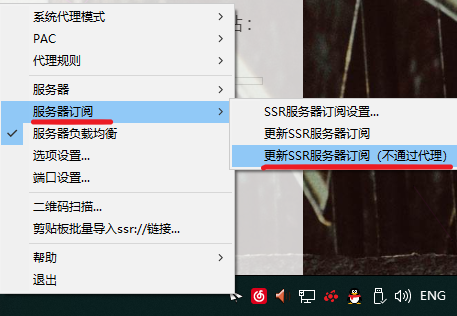 系统代理模式
PAC
代理规则
服务器
服务器订阅
服务器负载均衡
选项设置...
端口设置...
二维码扫描...
剪贴板批量导入ssr://链接...
帮助
退出
SSR服务器订阅设置...
更新SSR服务器订阅
更新SSR服务器订阅（不通过代理）
ENG